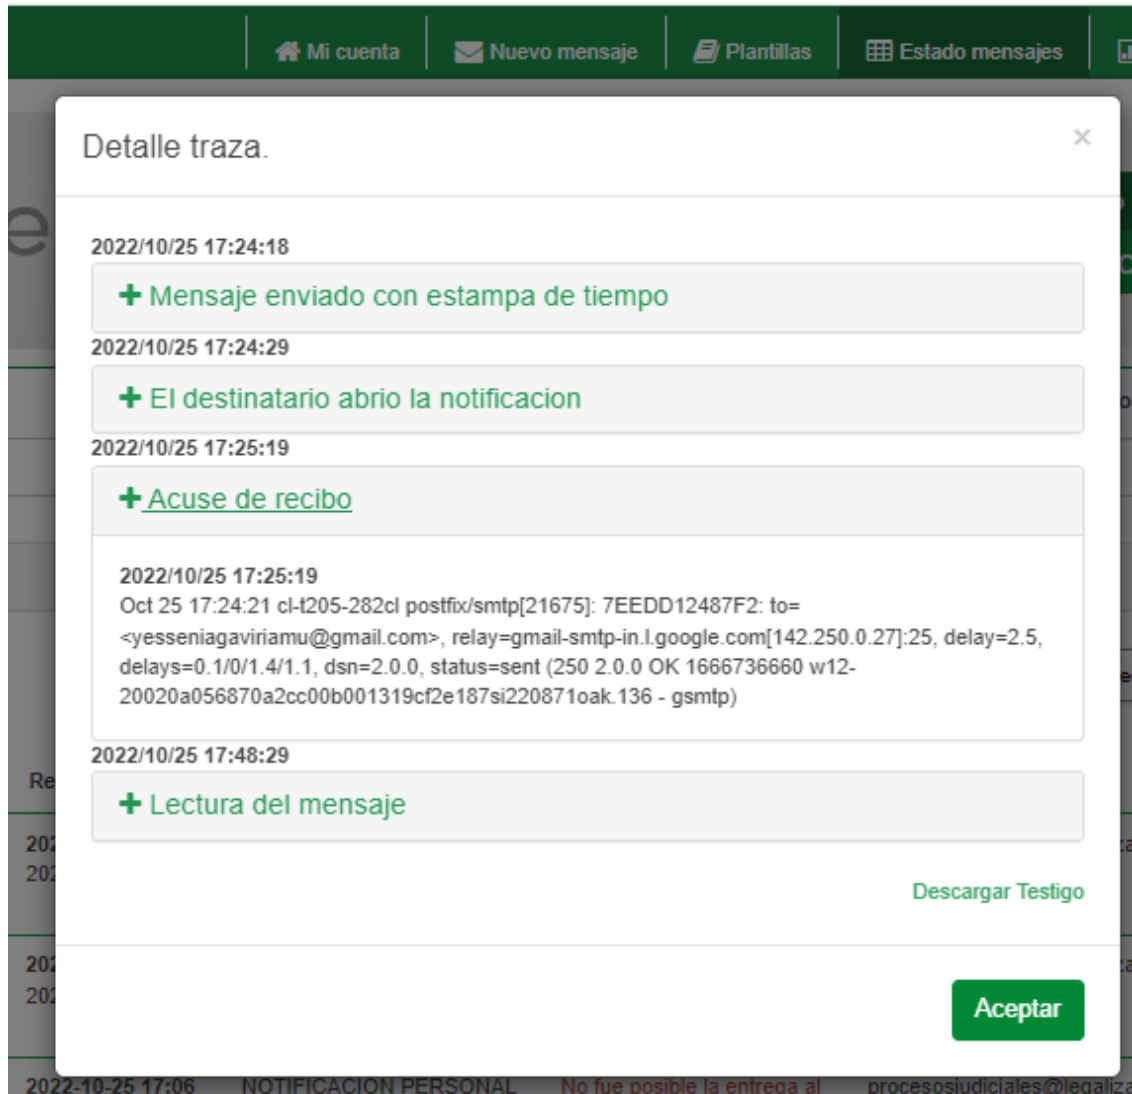 Mi cuenta
Nuevo mensaje
Plantillas
Estado mensajes
Detalle traza.
×
2022/10/25 17:24:18
Mensaje enviado con estampa de tiempo
2022/10/25 17:24:29
El destinatario abrio la notificacion
2022/10/25 17:25:19
Acuse de recibo
2022/10/25 17:25:19
Oct 25 17:24:21 cl-t205-282cl postfix/smtp[21675]: 7EEDD12487F2: to=
<yesseniagaviriamu@gmail.com>, relay=gmail-smtp-in.l.google.com[142.250.0.27]:25, delay=2.5,
delays=0.1/0/1.4/1.1, dsn=2.0.0, status=sent (250 2.0.0 OK 1666736660 w12-
20020a056870a2cc00b001319cf2e187si220871oak.136 - gsmtp)
2022/10/25 17:48:29
Lectura del mensaje
Descargar Testigo
Aceptar
2022-10-25 17:06 NOTIFICACION PERSONAL No fue posible la entrega al procesosjudiciales@legaliza